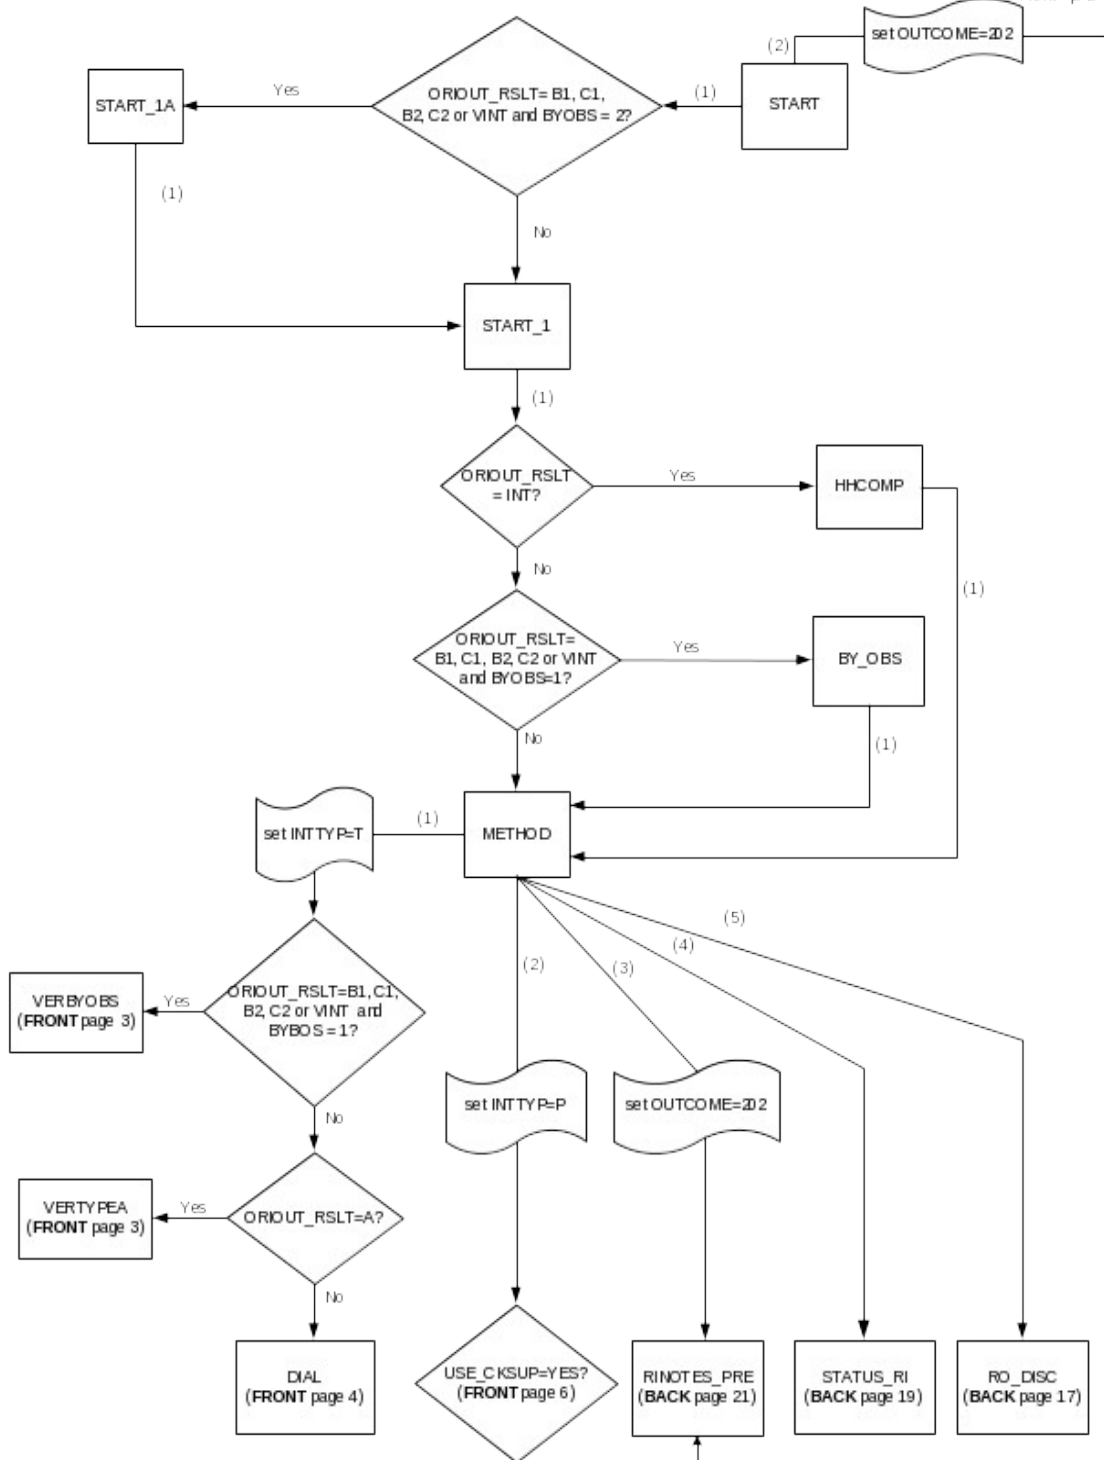 set OUTCOME=202
(2)
START_1A
Yes
ORIOUT_RSLT= B1, C1,
B2, C2 or VINT and BYOBS = 2?
(1)
START
(1)
No
START_1
(1)
ORIOUT_RSLT
= INT?
Yes
HHCOMP
No
(1)
ORIOUT_RSLT=
B1, C1, B2, C2 or VINT
and BYOBS=1?
Yes
BY_OBS
No
(1)
set INTTYP=T
(1)
METHOD
(5)
(4)
(2)
(3)
VERBYOBS
(FRONT page 3)
Yes
ORIOUT_RSLT=B1, C1,
B2, C2 or VINT and
BYBOS = 1?
set INTTYP=P
set OUTCOME=202
No
VERTYPEA
(FRONT page 3)
Yes
ORIOUT_RSLT=A?
No
DIAL
(FRONT page 4)
USE_CKSUP=YES?
(FRONT page 6)
RINOTES_PRE
(BACK page 21)
STATUS_RI
(BACK page 19)
RO_DISC
(BACK page 17)